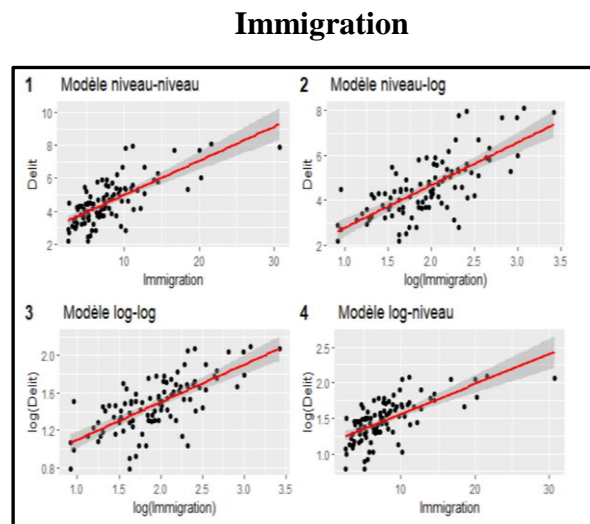 Immigration
1 Modèle niveau-niveau
10
8
6
4
2
Delit
10
20
30
Immigration
2 Modèle niveau-log
8
6
4
2
Delit
1.0
1.5
2.0
2.5
3.0
3.5
log(Immigration)
3 Modèle log-log
2.0
1.6
1.2
0.8
log(Delit)
1.0
1.5
2.0
2.5
3.0
3.5
log(Immigration)
4 Modèle log-niveau
2.5
2.0
1.5
1.0
log(Delit)
10
20
30
Immigration